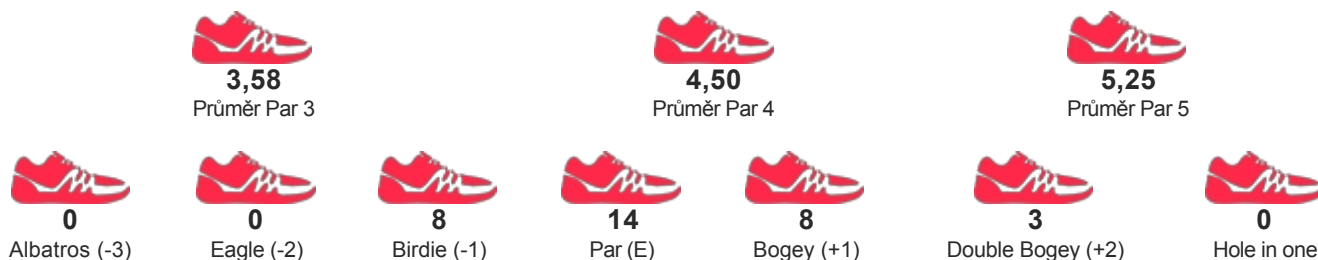 3,58 4,50 5,25
Průměr Par 3 Průměr Par 4 Průměr Par 5
0 0 8 14 8 3 0
Albatros (-3) Eagle (-2) Birdie (-1) Par (E) Bogey (+1) Double Bogey (+2) Hole in one